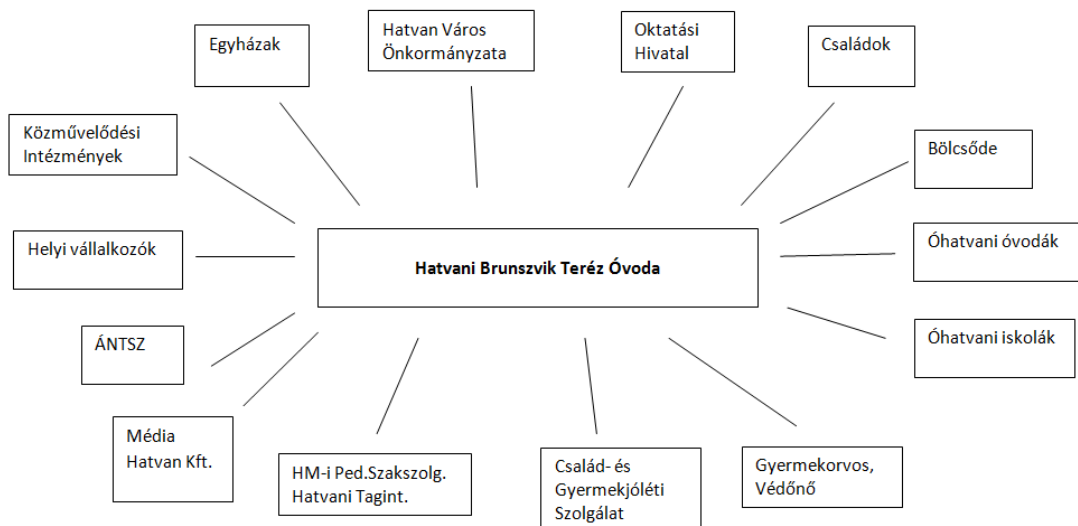 Egyházak
Hatvan Város
Önkormányzata
Oktatási
Hivatal
Családok
Közművelődési
Intézmények
Bölcsőde
Helyi vállalkozók
Hatvani Brunszvik Teréz Óvoda
Óhatvani óvodák
ÁNTSZ
Óhatvani iskolák
Média
Hatvan Kft.
HM-i Ped.Szakszolg.
Hatvani Tagint.
Család- és
Gyermekjóléti
Szolgálat
Gyermekorvos,
Védőnő